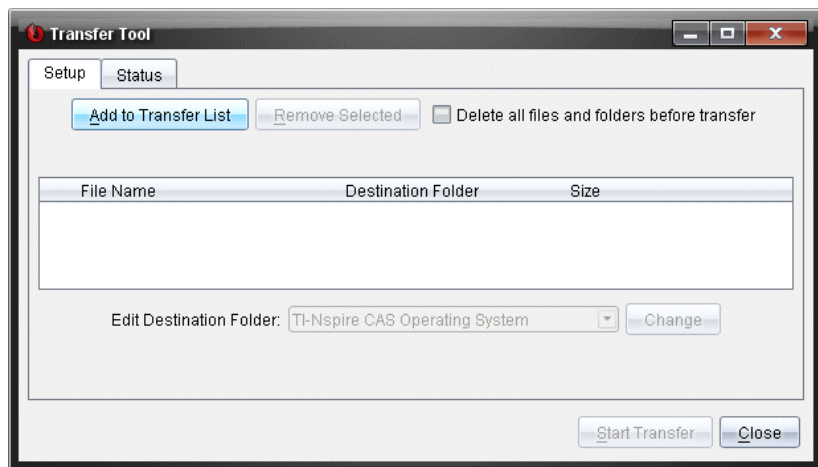 Transfer Tool
Setup Status
Add to Transfer List Remove Selected Delete all files and folders before transfer
File Name Destination Folder Size
Edit Destination Folder: TI-Nspire CAS Operating System Change
Start Transfer Close